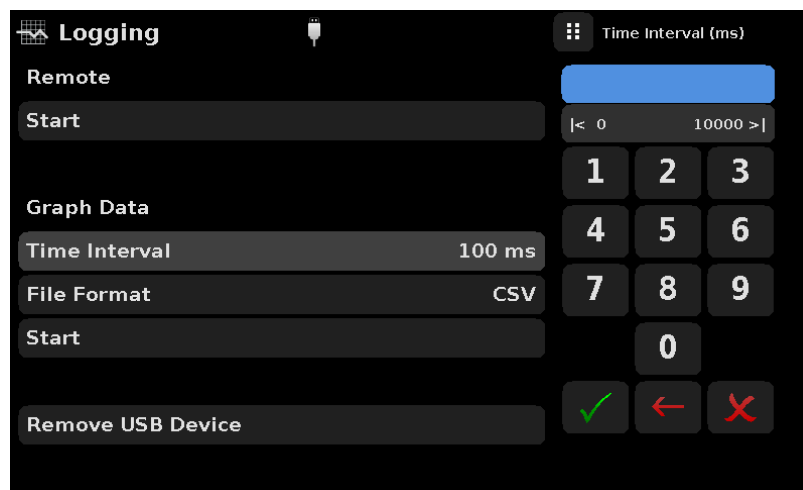 Logging
Remote
Start
Graph Data
Time Interval 100 ms
File Format CSV
Start
Remove USB Device
Time Interval (ms)
|< 0 10000 >|
1 2 3
4 5 6
7 8 9
0